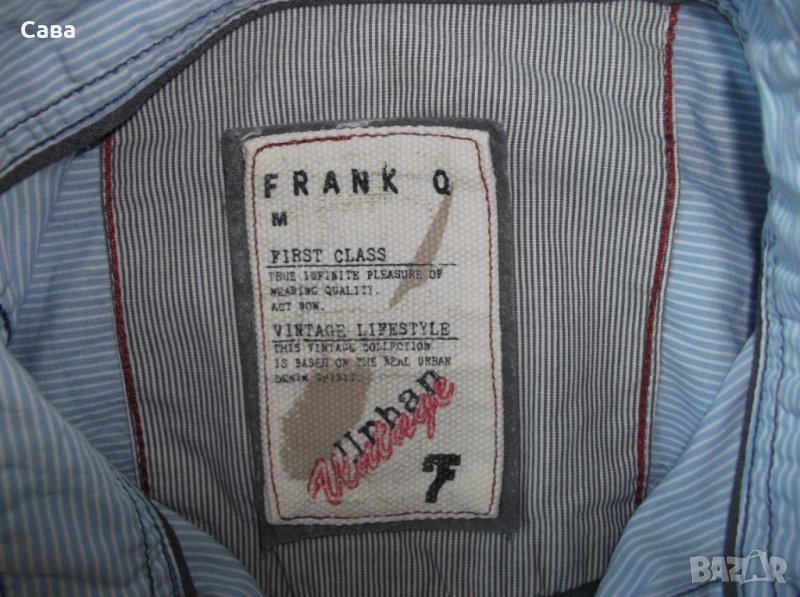 Сава
FRANK Q
M
FIRST CLASS
TRUE INFINITE PLEASURE OF
WEARING QUALITY.
ACT NOW.
VINTAGE LIFESTYLE
THIS VINTAGE COLLECTION
IS BASED ON THE REAL URBAN
DENIM SPIRIT.
Urban
Vintage
F
BAZAR